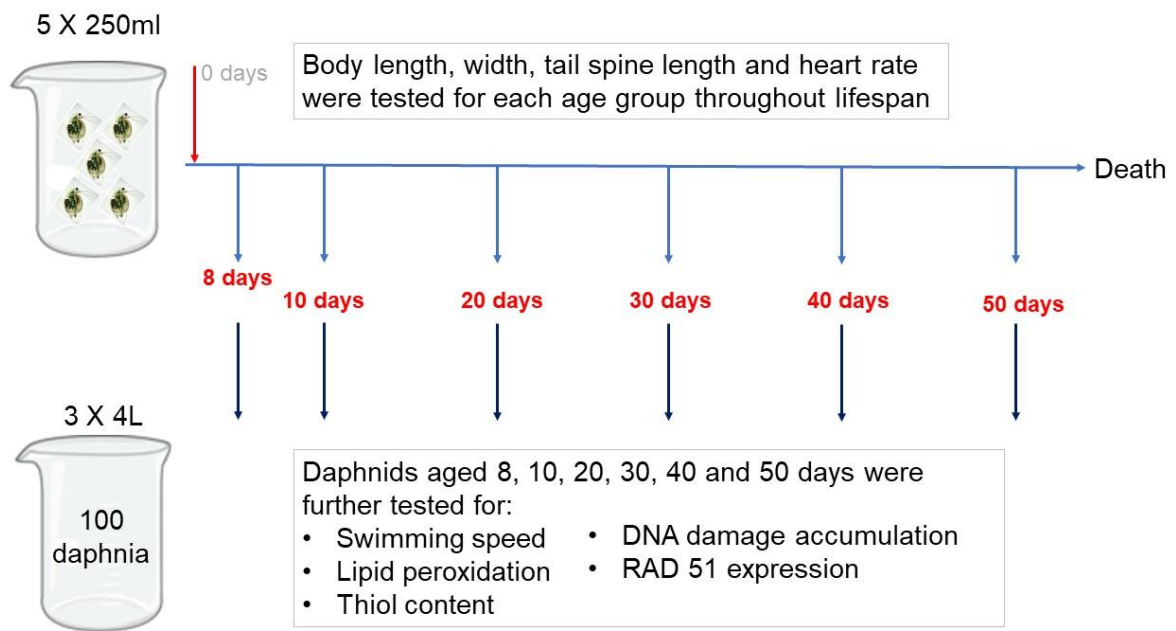 5 X 250ml
0 days
Body length, width, tail spine length and heart rate
were tested for each age group throughout lifespan
Death
8 days
10 days
20 days
30 days
40 days
50 days
3 X 4L
100
daphnia
Daphnids aged 8, 10, 20, 30, 40 and 50 days were
further tested for:
• Swimming speed
• Lipid peroxidation
• Thiol content
• DNA damage accumulation
• RAD 51 expression